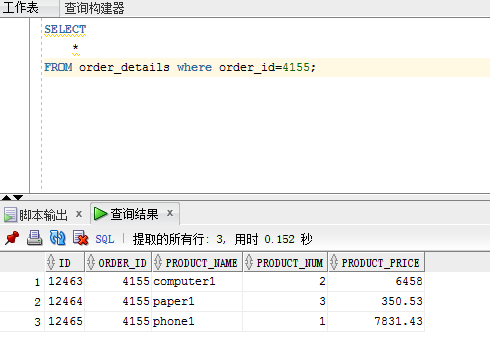 工作表 查询构建器
SELECT
*
FROM order_details where order_id=4155;
脚本输出 x 查询结果 x
SQL | 提取的所有行: 3, 用时 0.152 秒
ID ORDER_ID PRODUCT_NAME PRODUCT_NUM PRODUCT_PRICE
1 12463 4155 computer1 2 6458
2 12464 4155 paper1 3 350.53
3 12465 4155 phone1 1 7831.43